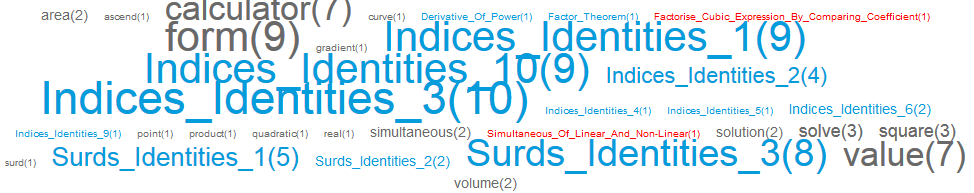 area(2) ascend(1) calculator(7) curve(1) Derivative_Of_Power(1) Factor_Theorem(1) Factorise_Cubic_Expression_By_Comparing_Coefficient(1)
form(9) gradient(1) Indices_Identities_1(9)
Indices_Identities_10(9) Indices_Identities_2(4)
Indices_Identities_3(10) Indices_Identities_4(1) Indices_Identities_5(1) Indices_Identities_6(2)
Indices_Identities_9(1) point(1) product(1) quadratic(1) real(1) simultaneous(2) Simultaneous_Of_Linear_And_Non-Linear(1) solution(2) solve(3) square(3)
surd(1) Surds_Identities_1(5) Surds_Identities_2(2) Surds_Identities_3(8) value(7)
volume(2)